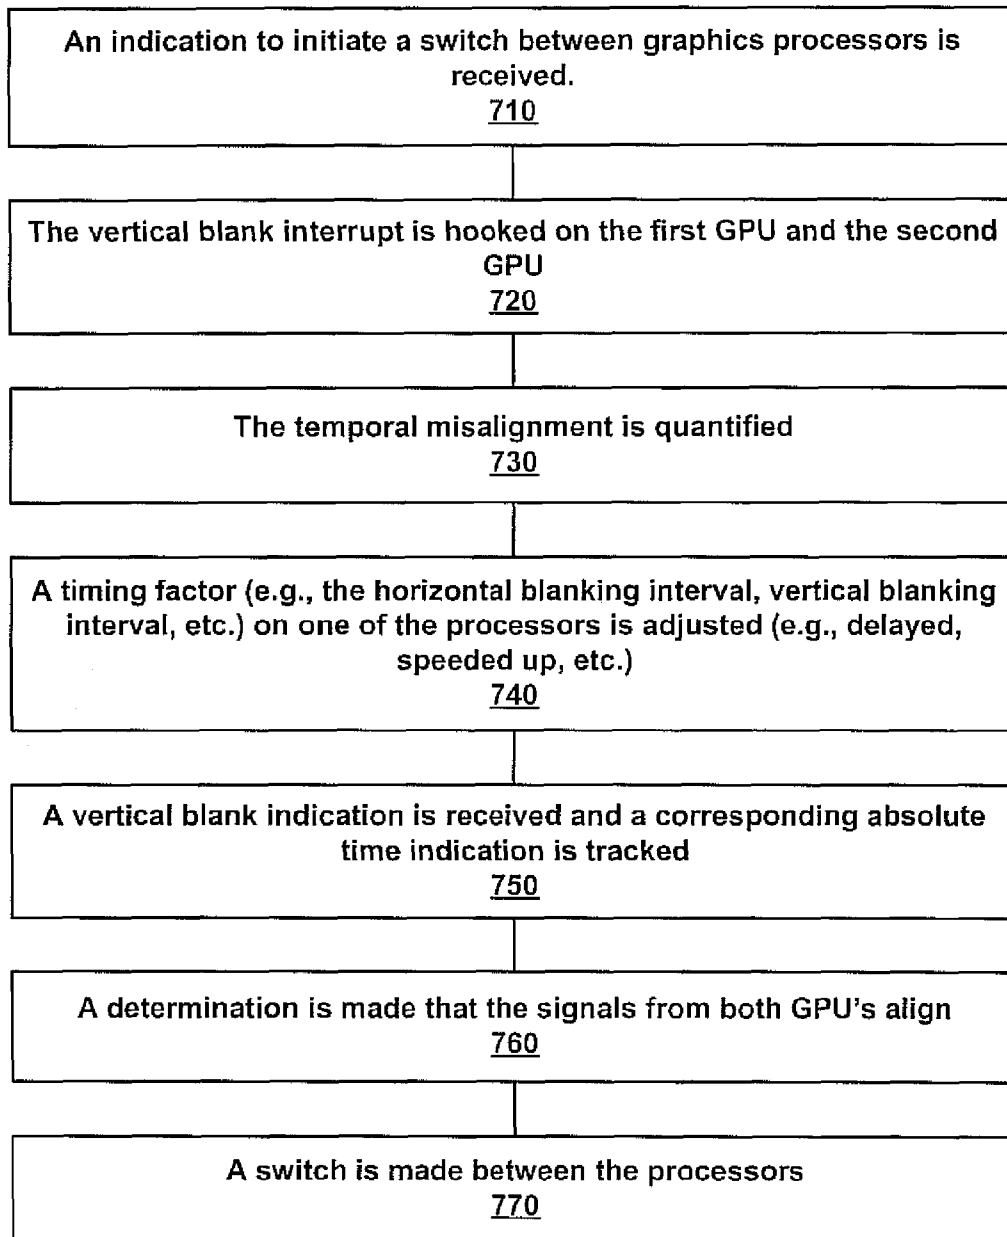 An indication to initiate a switch between graphics processors is
received.
710
The vertical blank interrupt is hooked on the first GPU and the second
GPU
720
The temporal misalignment is quantified
730
A timing factor (e.g., the horizontal blanking interval, vertical blanking
interval, etc.) on one of the processors is adjusted (e.g., delayed,
speeded up, etc.)
740
A vertical blank indication is received and a corresponding absolute
time indication is tracked
750
A determination is made that the signals from both GPU's align
760
A switch is made between the processors
770